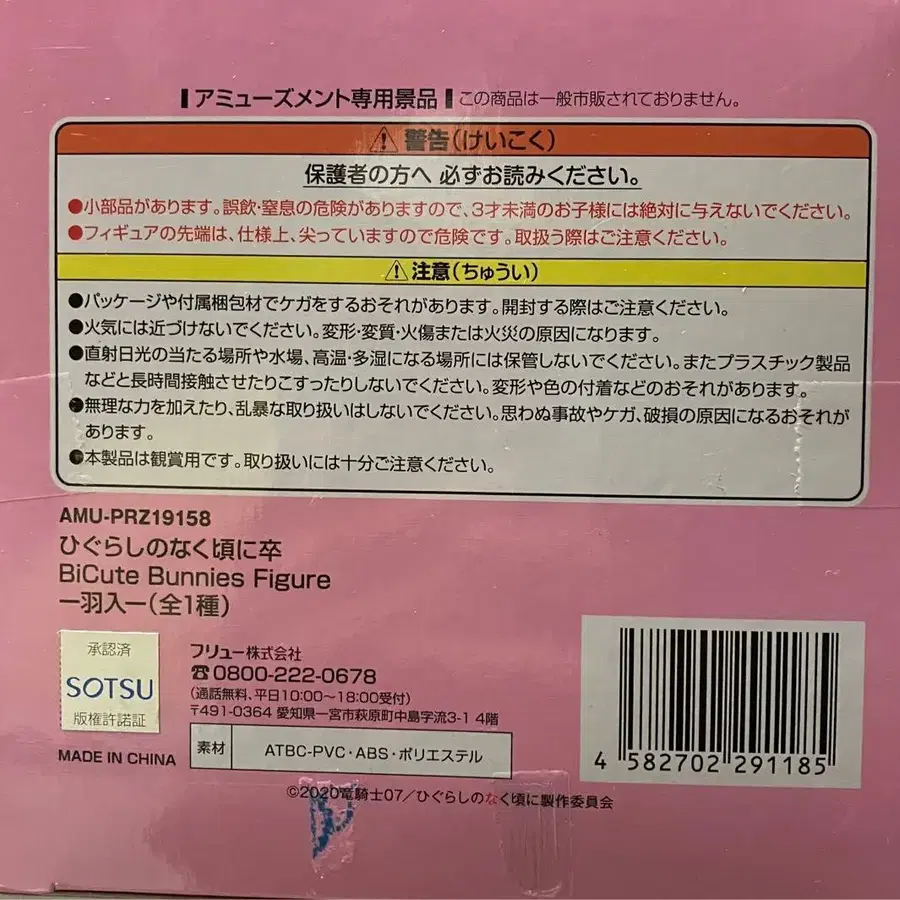 アミューズメント専用景品 この商品は一般市販されておりません。
警告(けいこく)
保護者の方へ 必ずお読みください。
●小部品があります。誤飲・窒息の危険がありますので、3才未満のお子様には絶対に与えないでください。
●フィギュアの先端は、仕様上、尖っていますので危険です。取扱う際はご注意ください。
注意(ちゅうい)
●パッケージや付属梱包材でケガをするおそれがあります。開封する際はご注意ください。
●火気には近づけないでください。変形・変質・火傷または火災の原因になります。
●直射日光の当たる場所や水場、高温・多湿になる場所には保管しないでください。またプラスチック製品
などと長時間接触させたりこすったりしないでください。変形や色の付着などのおそれがあります。
●無理な力を加えたり、乱暴な取り扱いはしないでください。思わぬ事故やケガ、破損の原因になるおそれが
あります。
●本製品は観賞用です。取り扱いには十分ご注意ください。
AMU-PRZ19158
ひぐらしのなく頃に卒
BiCute Bunnies Figure
ー羽入ー(全1種)
承認済
SOTSU
版権許諾証
MADE IN CHINA
フリュー株式会社
☎0800-222-0678
(通話無料、平日10:00~18:00受付)
〒491-0364 愛知県一宮市萩原町中島字流3-1 4階
素材 ATBC-PVC・ABS・ポリエステル
4 582702 291185
©2020竜騎士07/ひぐらしのなく頃に製作委員会